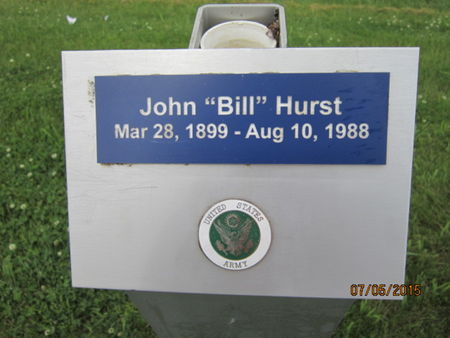 John “Bill” Hurst
Mar 28, 1899 - Aug 10, 1988
UNITED STATES
ARMY
07/05/2015